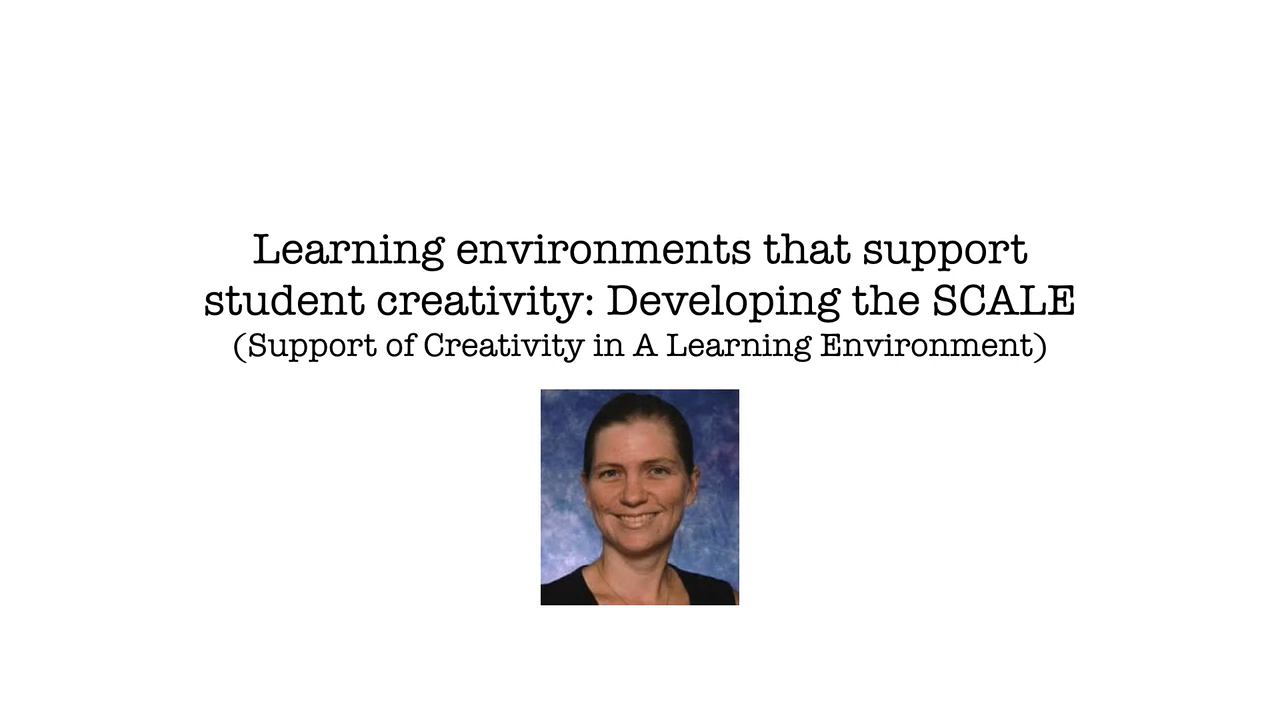 Learning environments that support
student creativity: Developing the SCALE
(Support of Creativity in A Learning Environment)